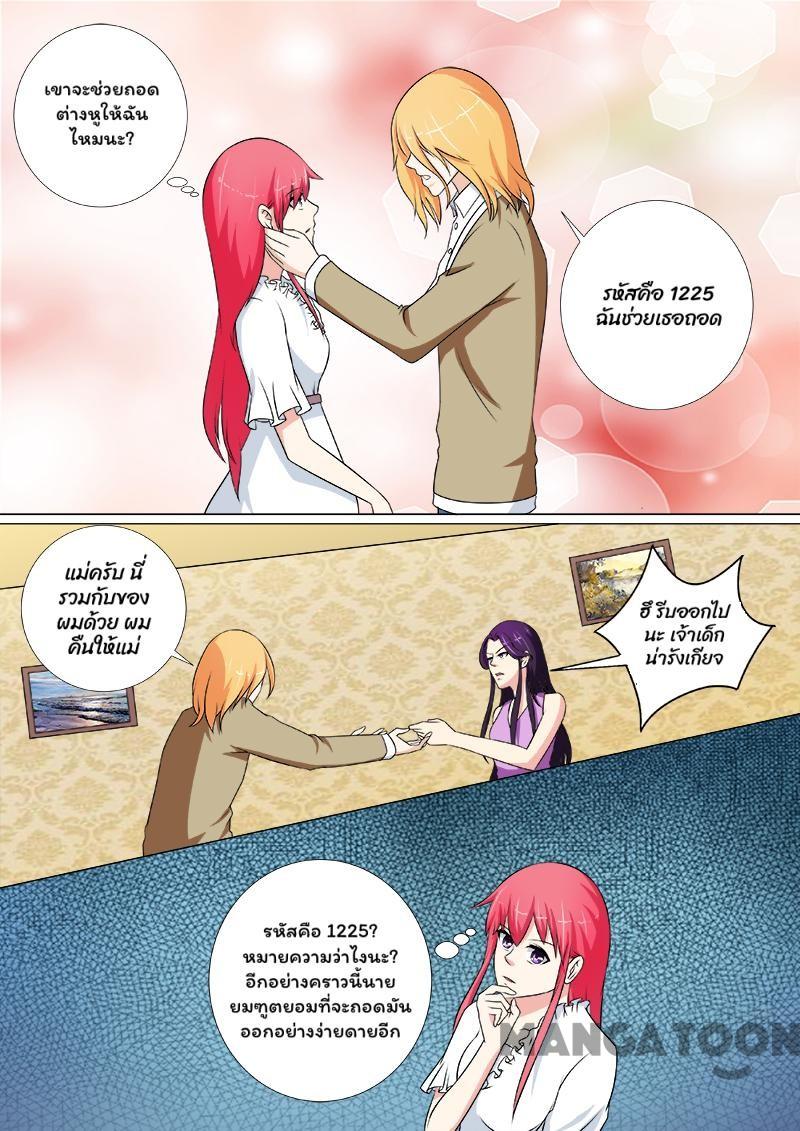 เขาจะช่วยถอด
ต่างหูให้ฉัน
ไหมนะ?
รหัสคือ 1225
ฉันช่วยเธอถอด
แม่ครับ นี่
รวมกับของ
ผมด้วย ผม
คืนให้แม่
ฮึ รีบออกไป
นะ เจ้าเด็ก
น่ารังเกียจ
รหัสคือ 1225?
หมายความว่าไงนะ?
อีกอย่างคราวนี้นาย
ยมฑูตยอมที่จะถอดมัน
ออกอย่างง่ายดายอีก
MANGATOON